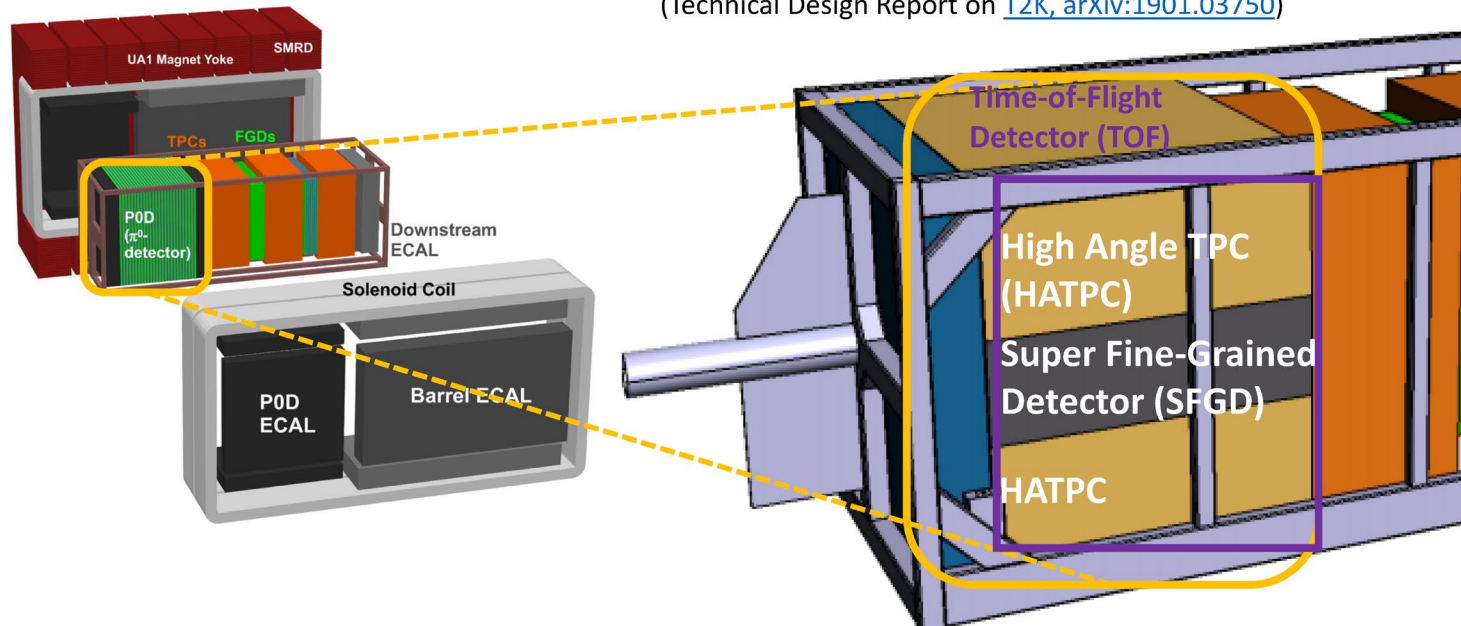 (Technical Design Report on T2K, arXiv:1901.03750)
SMRD
UA1 Magnet Yoke
TPCs
FGDs
P0D
(π⁰-
detector)
Downstream
ECAL
Solenoid Coil
P0D
ECAL
Barrel ECAL
Time-of-Flight
Detector (TOF)
High Angle TPC
(HATPC)
Super Fine-Grained
Detector (SFGD)
HATPC